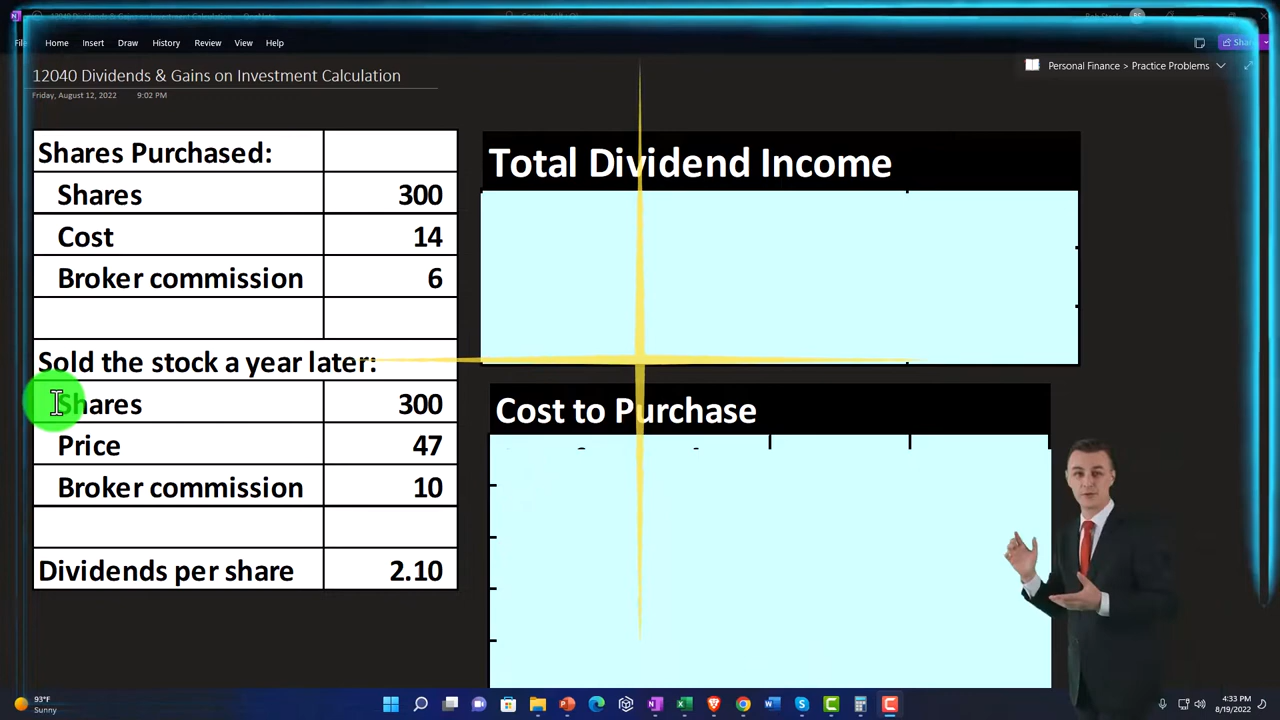 File Home Insert Draw History Review View Help
Share
12040 Dividends & Gains on Investment Calculation
Personal Finance > Practice Problems
Friday, August 12, 2022 9:02 PM
Shares Purchased:
Shares 300
Cost 14
Broker commission 6
Sold the stock a year later:
Shares 300
Price 47
Broker commission 10
Dividends per share 2.10
Total Dividend Income
Cost to Purchase
93°F
Sunny
4:33 PM
8/19/2022